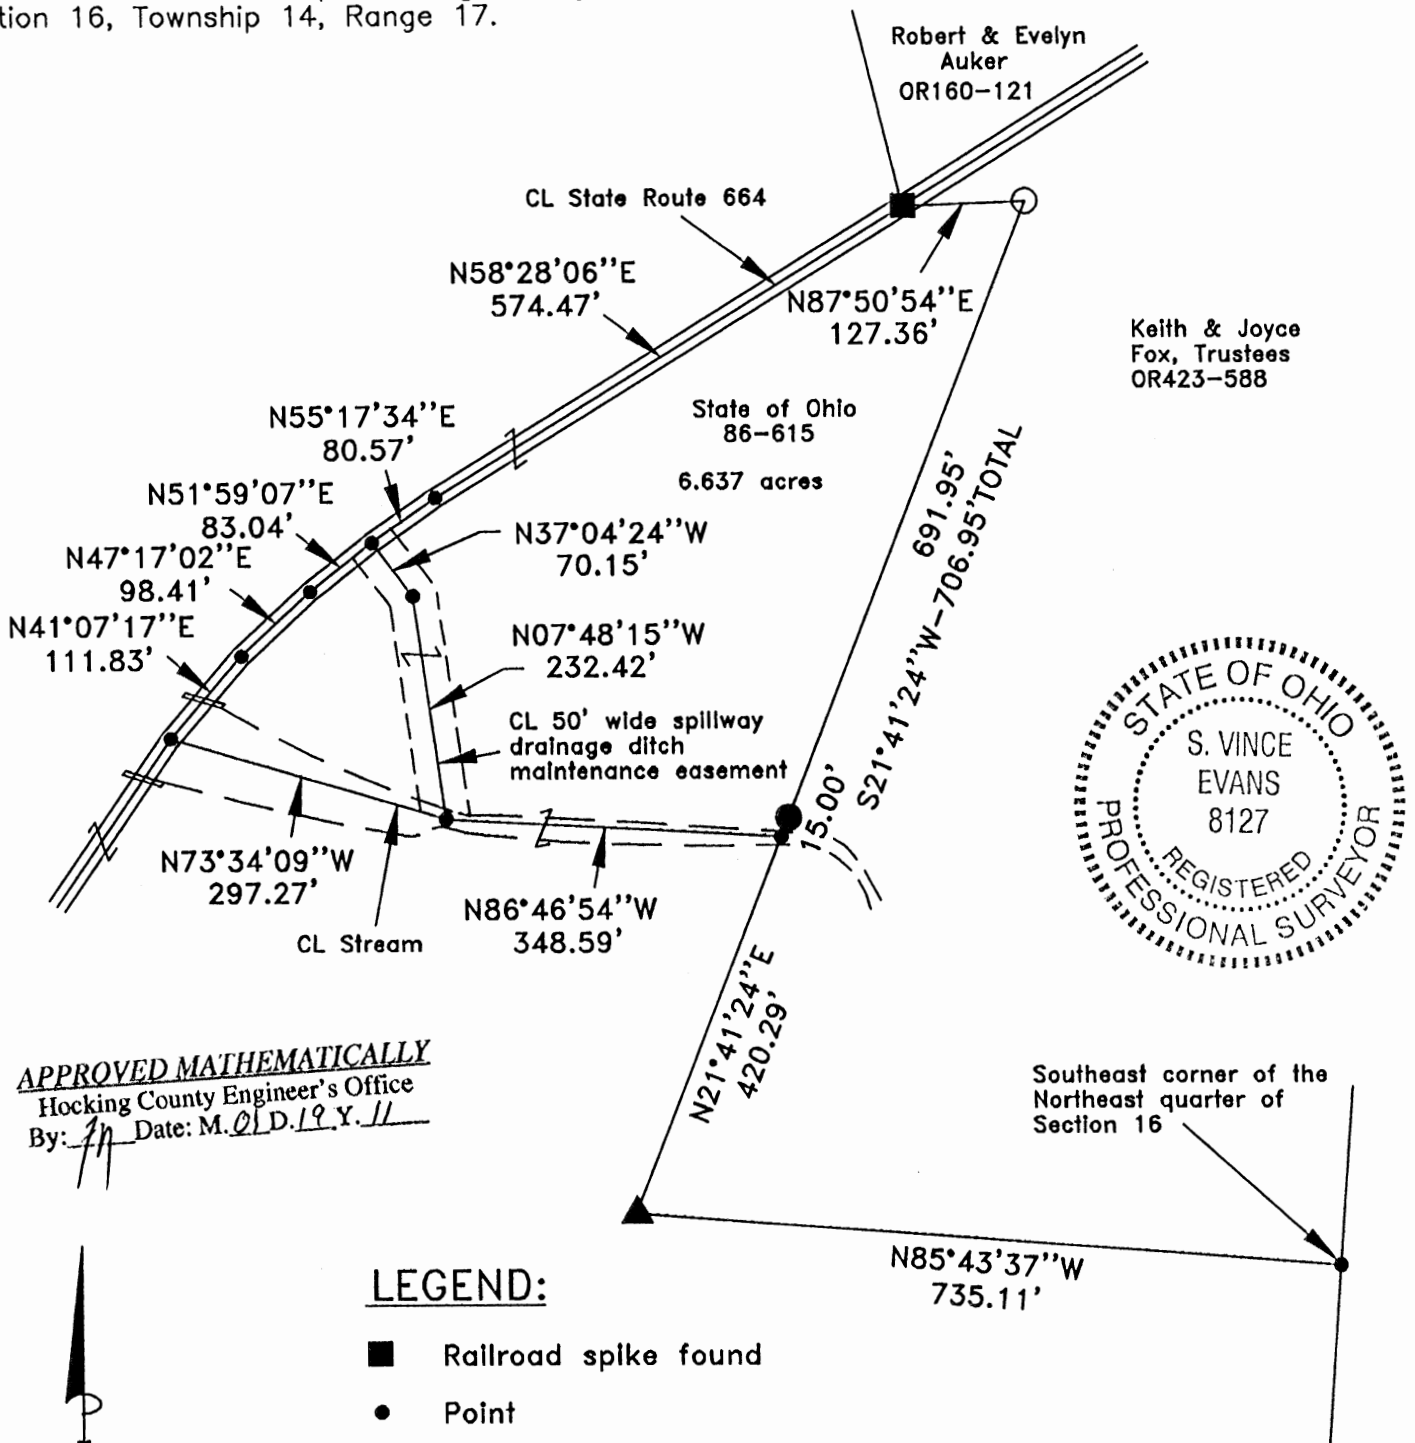 tion 16, Township 14, Range 17.
Robert & Evelyn
Auker
OR160-121
CL State Route 664
N58°28'06''E
574.47'
N87°50'54''E
127.36'
Keith & Joyce
Fox, Trustees
OR423-588
State of Ohio
86-615
6.637 acres
N55°17'34''E
80.57'
N51°59'07''E
83.04'
N47°17'02''E
98.41'
N41°07'17''E
111.83'
N37°04'24''W
70.15'
N07°48'15''W
232.42'
CL 50' wide spillway
drainage ditch
maintenance easement
691.95'
S21°41'24''W-706.95'TOTAL
15.00'
STATE OF OHIO
S. VINCE
EVANS
8127
REGISTERED
PROFESSIONAL SURVEYOR
N73°34'09''W
297.27'
CL Stream
N86°46'54''W
348.59'
N21°41'24''E
420.29'
APPROVED MATHEMATICALLY
Hocking County Engineer's Office
By: Date: M. 01 D. 19 Y. 11
Southeast corner of the
Northeast quarter of
Section 16
N85°43'37''W
735.11'
LEGEND:
Railroad spike found
Point